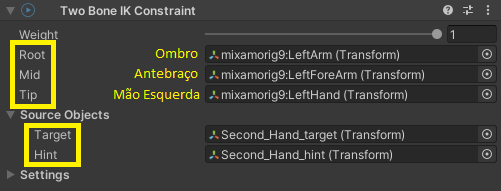 Two Bone IK Constraint
Weight 1
Root Ombro mixamorig9:LeftArm (Transform)
Mid Antebraço mixamorig9:LeftForeArm (Transform)
Tip Mão Esquerda mixamorig9:LeftHand (Transform)
Source Objects
Target Second_Hand_target (Transform)
Hint Second_Hand_hint (Transform)
Settings